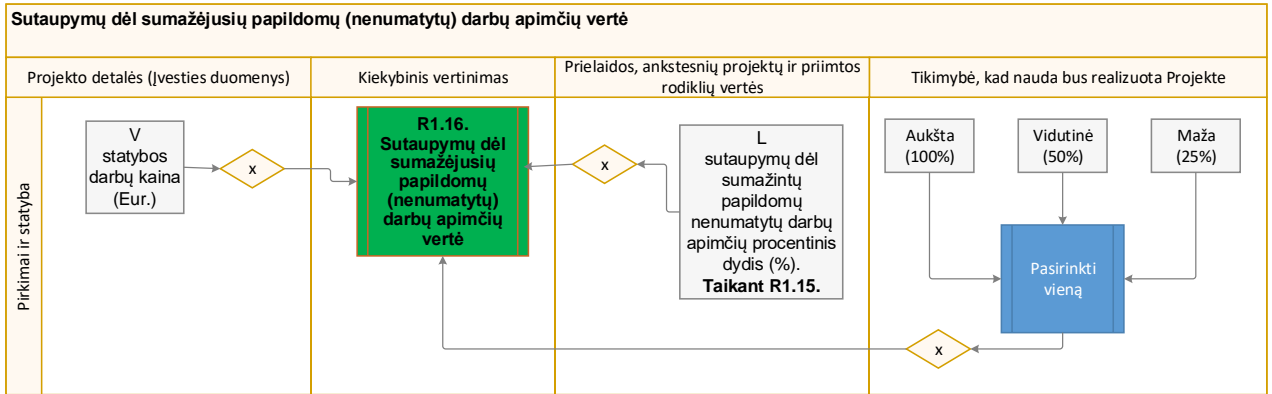 Sutaupymų dėl sumažėjusių papildomų (nenumatytų) darbų apimčių vertė
Projekto detalės (Įvesties duomenys)
Kiekybinis vertinimas
Prielaidos, ankstesnių projektų ir priimtos
rodiklių vertės
Tikimybė, kad nauda bus realizuota Projekte
Pirkimai ir statyba
V
statybos
darbų kaina
(Eur.)
x
R1.16.
Sutaupymų dėl
sumažėjusių
papildomų
(nenumatytų)
darbų apimčių
vertė
x
L
sutaupymų dėl
sumažintų
papildomų
nenumatytų darbų
apimčių procentinis
dydis (%).
Taikant R1.15.
Aukšta
(100%)
Vidutinė
(50%)
Maža
(25%)
Pasirinkti
vieną
x